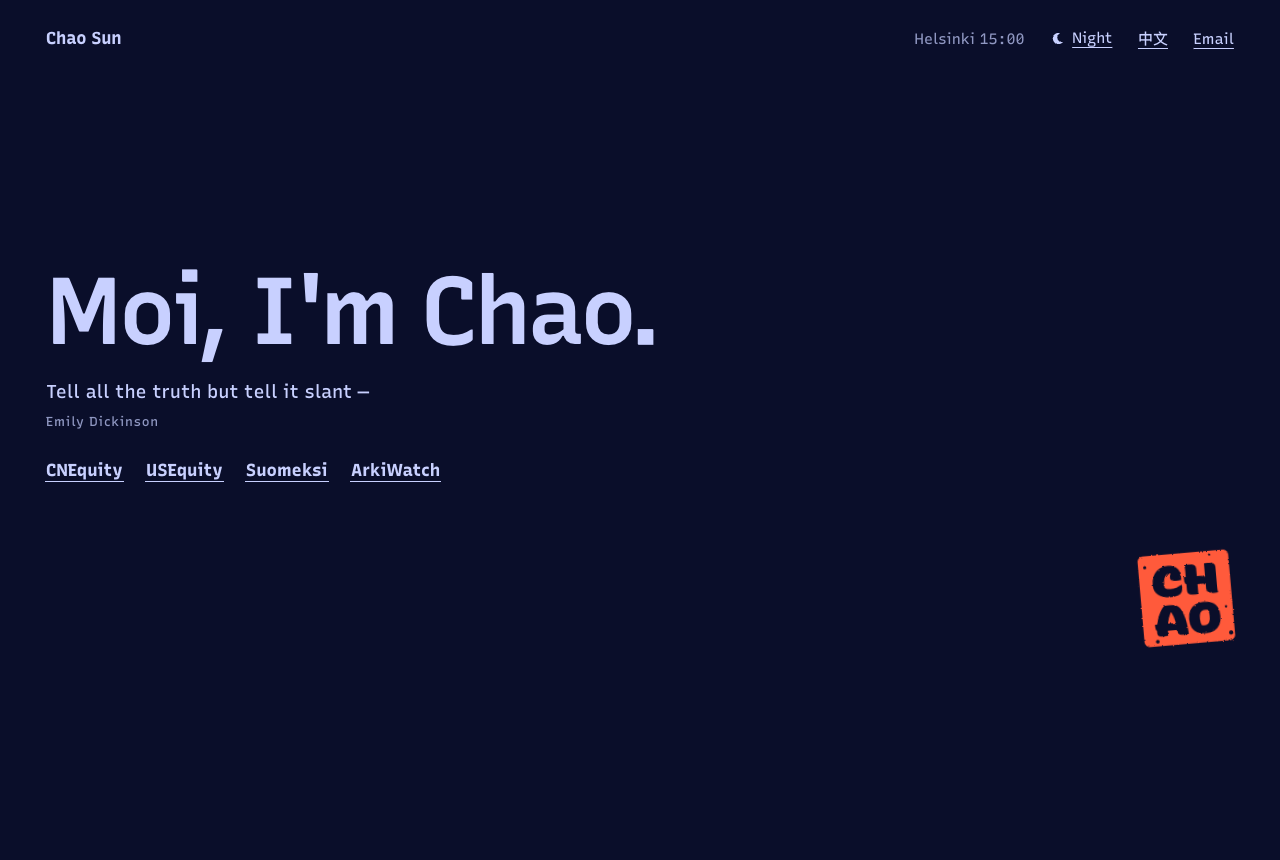 Chao Sun
Helsinki 15:00 Night 中文 Email
Moi, I'm Chao.
Tell all the truth but tell it slant —
Emily Dickinson
CNEquity USEquity Suomeksi ArkiWatch
CH
AO